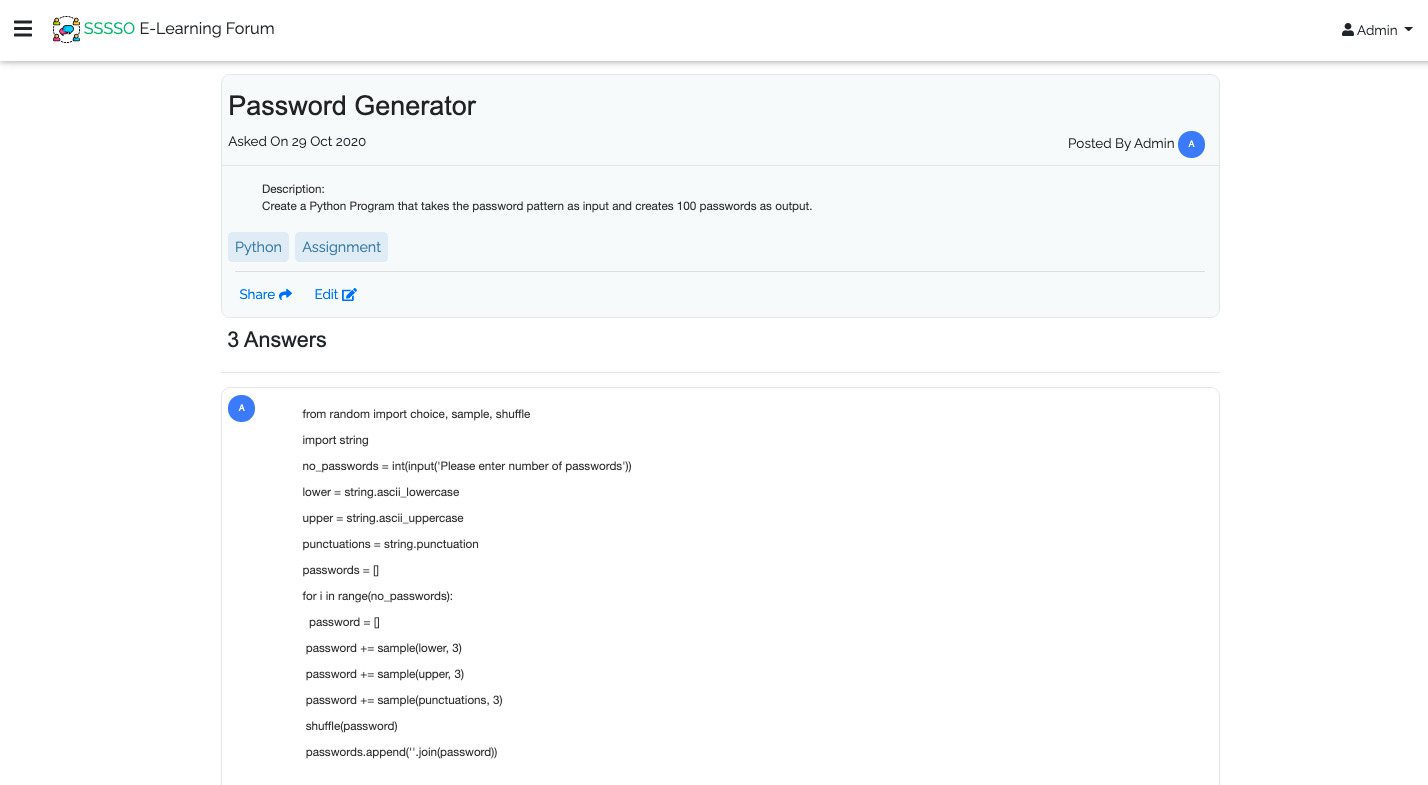 SSSSO E-Learning Forum
Admin
Password Generator
Asked On 29 Oct 2020
Posted By Admin A
Description:
Create a Python Program that takes the password pattern as input and creates 100 passwords as output.
Python Assignment
Share Edit
3 Answers
A
from random import choice, sample, shuffle
import string
no_passwords = int(input('Please enter number of passwords'))
lower = string.ascii_lowercase
upper = string.ascii_uppercase
punctuations = string.punctuation
passwords = []
for i in range(no_passwords):
password = []
password += sample(lower, 3)
password += sample(upper, 3)
password += sample(punctuations, 3)
shuffle(password)
passwords.append(''.join(password))